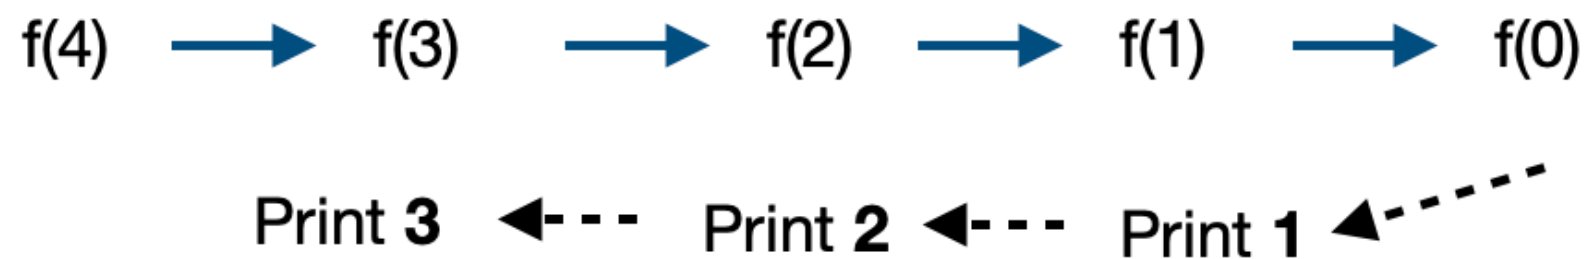 f(4) f(3) f(2) f(1) f(0)
Print 3 Print 2 Print 1